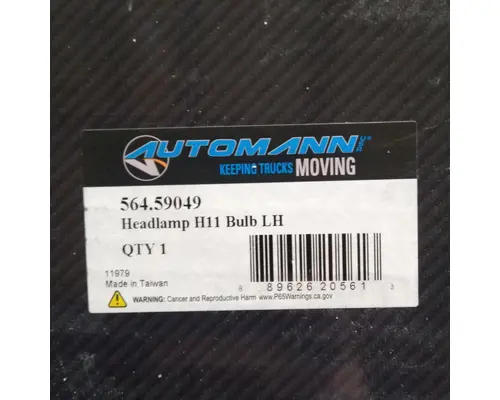 AUTOMANN INC.®
KEEPING TRUCKS MOVING
564.59049
Headlamp H11 Bulb LH
QTY 1
11979
Made in Taiwan
8 89626 20561 3
WARNING: Cancer and Reproductive Harm www.P65Warnings.ca.gov